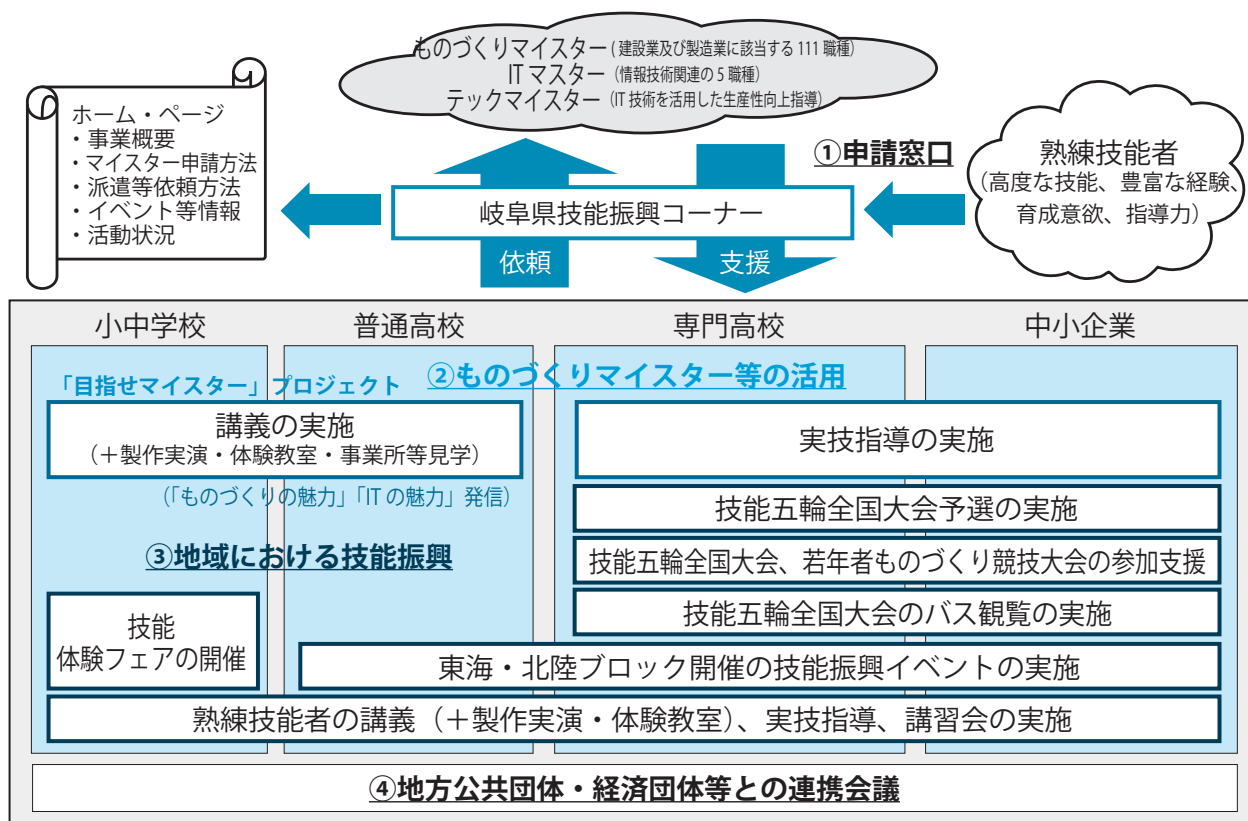 ものづくりマイスター(建設業及び製造業に該当する111職種)
ITマスター(情報技術関連の5職種)
テックマイスター(IT技術を活用した生産性向上指導)
ホーム・ページ
・事業概要
・マイスター申請方法
・派遣等依頼方法
・イベント等情報
・活動状況
①申請窓口
熟練技能者
(高度な技能、豊富な経験、
育成意欲、指導力)
岐阜県技能振興コーナー
依頼
支援
小中学校
普通高校
専門高校
中小企業
「目指せマイスター」プロジェクト
②ものづくりマイスター等の活用
講義の実施
(+製作実演・体験教室・事業所等見学)
実技指導の実施
(「ものづくりの魅力」「ITの魅力」発信)
技能五輪全国大会予選の実施
③地域における技能振興
技能五輪全国大会、若年者ものづくり競技大会の参加支援
技能
体験フェアの開催
技能五輪全国大会のバス観覧の実施
東海・北陸ブロック開催の技能振興イベントの実施
熟練技能者の講義(+製作実演・体験教室)、実技指導、講習会の実施
④地方公共団体・経済団体等との連携会議